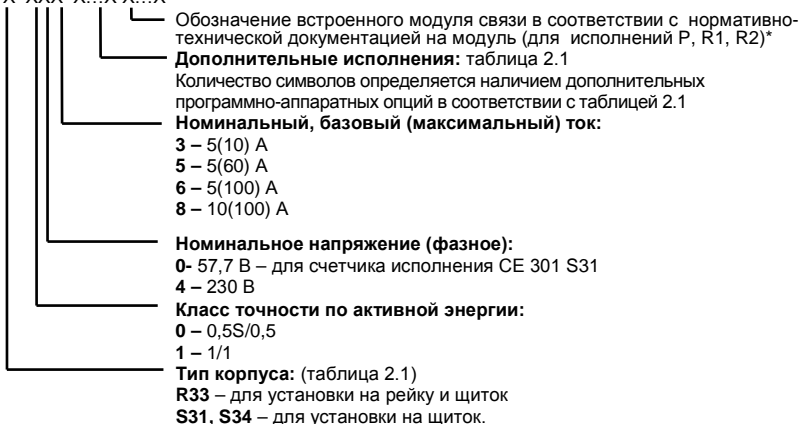 Обозначение встроенного модуля связи в соответствии с нормативно-
технической документацией на модуль (для исполнений P, R1, R2)*
Дополнительные исполнения: таблица 2.1
Количество символов определяется наличием дополнительных
программно-аппаратных опций в соответствии с таблицей 2.1
Номинальный, базовый (максимальный) ток:
3 – 5(10) А
5 – 5(60) А
6 – 5(100) А
8 – 10(100) А
Номинальное напряжение (фазное):
0- 57,7 В – для счетчика исполнения СЕ 301 S31
4 – 230 В
Класс точности по активной энергии:
0 – 0,5S/0,5
1 – 1/1
Тип корпуса: (таблица 2.1)
R33 – для установки на рейку и щиток
S31, S34 – для установки на щиток.